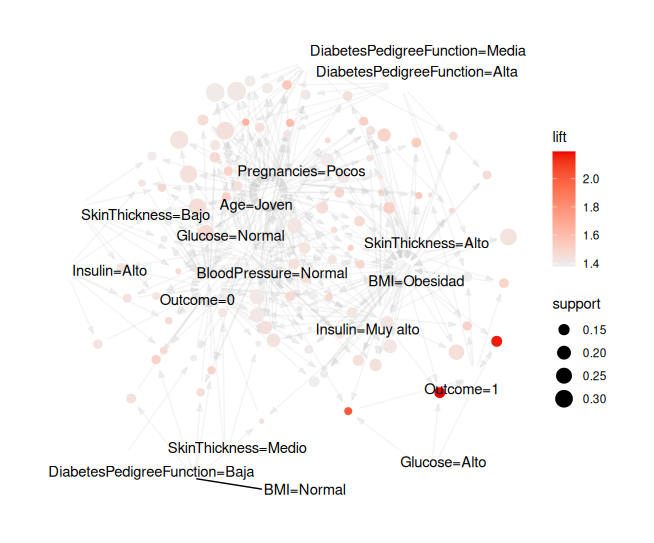 DiabetesPedigreeFunction=Media
DiabetesPedigreeFunction=Alta
Pregnancies=Pocos
Age=Joven
SkinThickness=Bajo
Glucose=Normal
SkinThickness=Alto
Insulin=Alto
BloodPressure=Normal
BMI=Obesidad
Outcome=0
Insulin=Muy alto
Outcome=1
SkinThickness=Medio
Glucose=Alto
DiabetesPedigreeFunction=Baja
BMI=Normal
lift
2.0
1.8
1.6
1.4
support
0.15
0.20
0.25
0.30